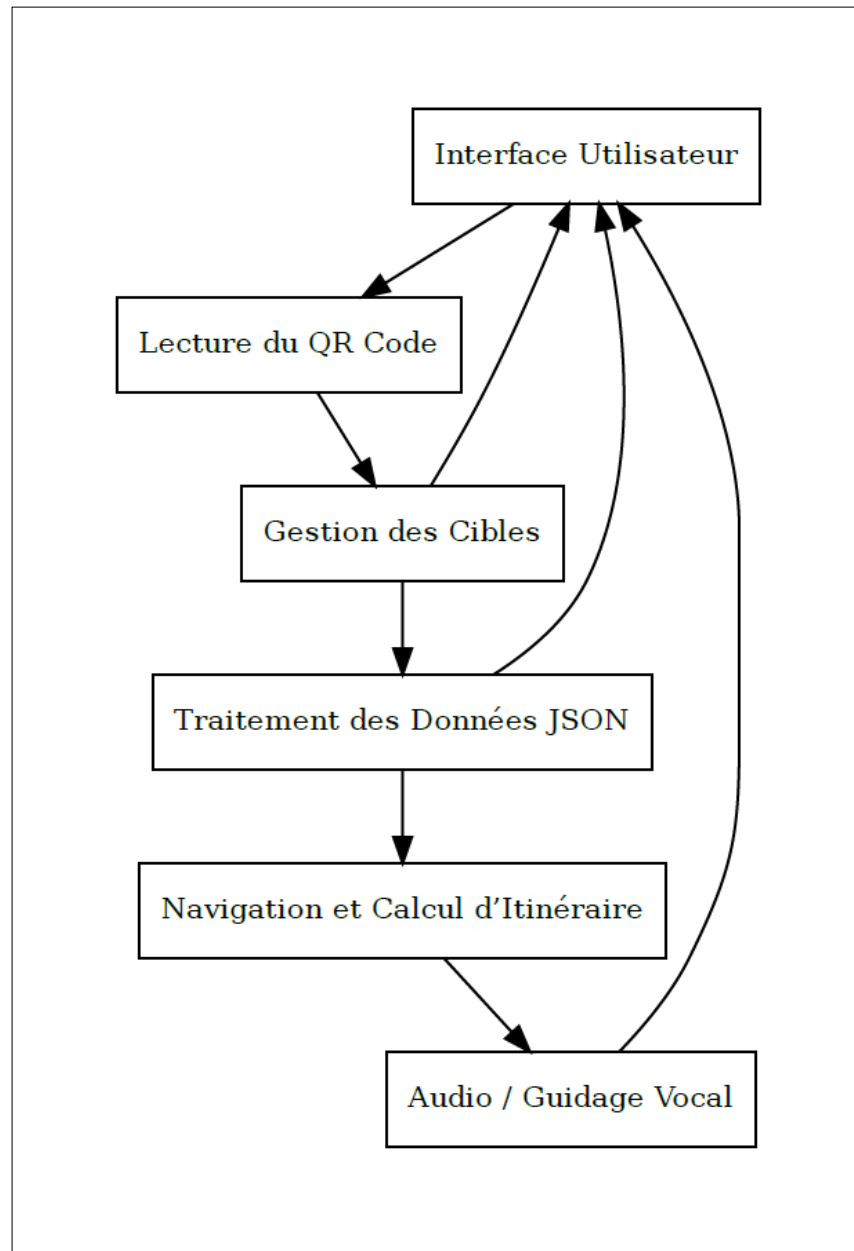 Interface Utilisateur
Lecture du QR Code
Gestion des Cibles
Traitement des Données JSON
Navigation et Calcul d’Itinéraire
Audio / Guidage Vocal